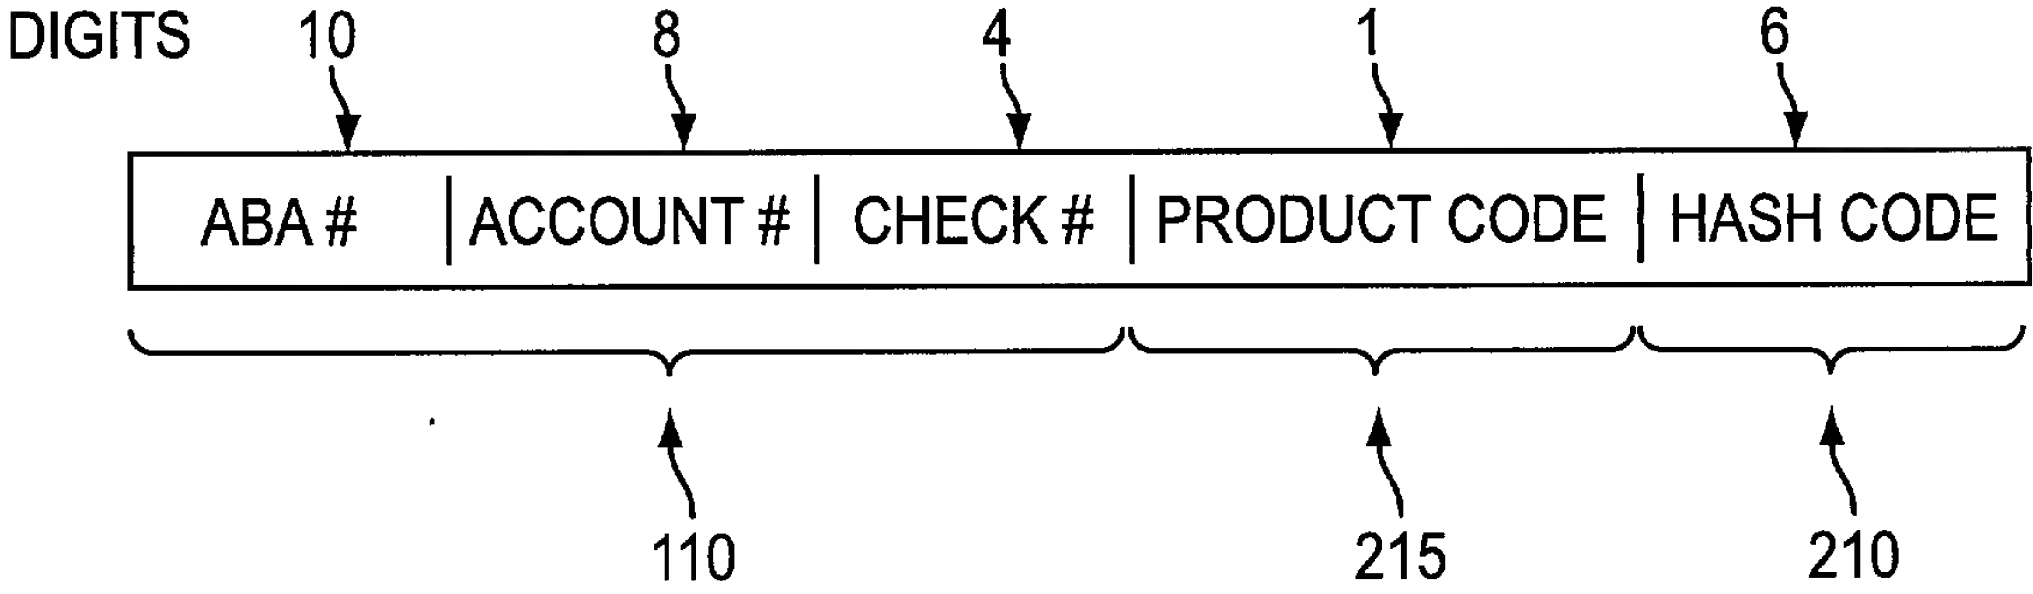 DIGITS 10 8 4 1 6
ABA # ACCOUNT # CHECK # PRODUCT CODE HASH CODE
110 215 210